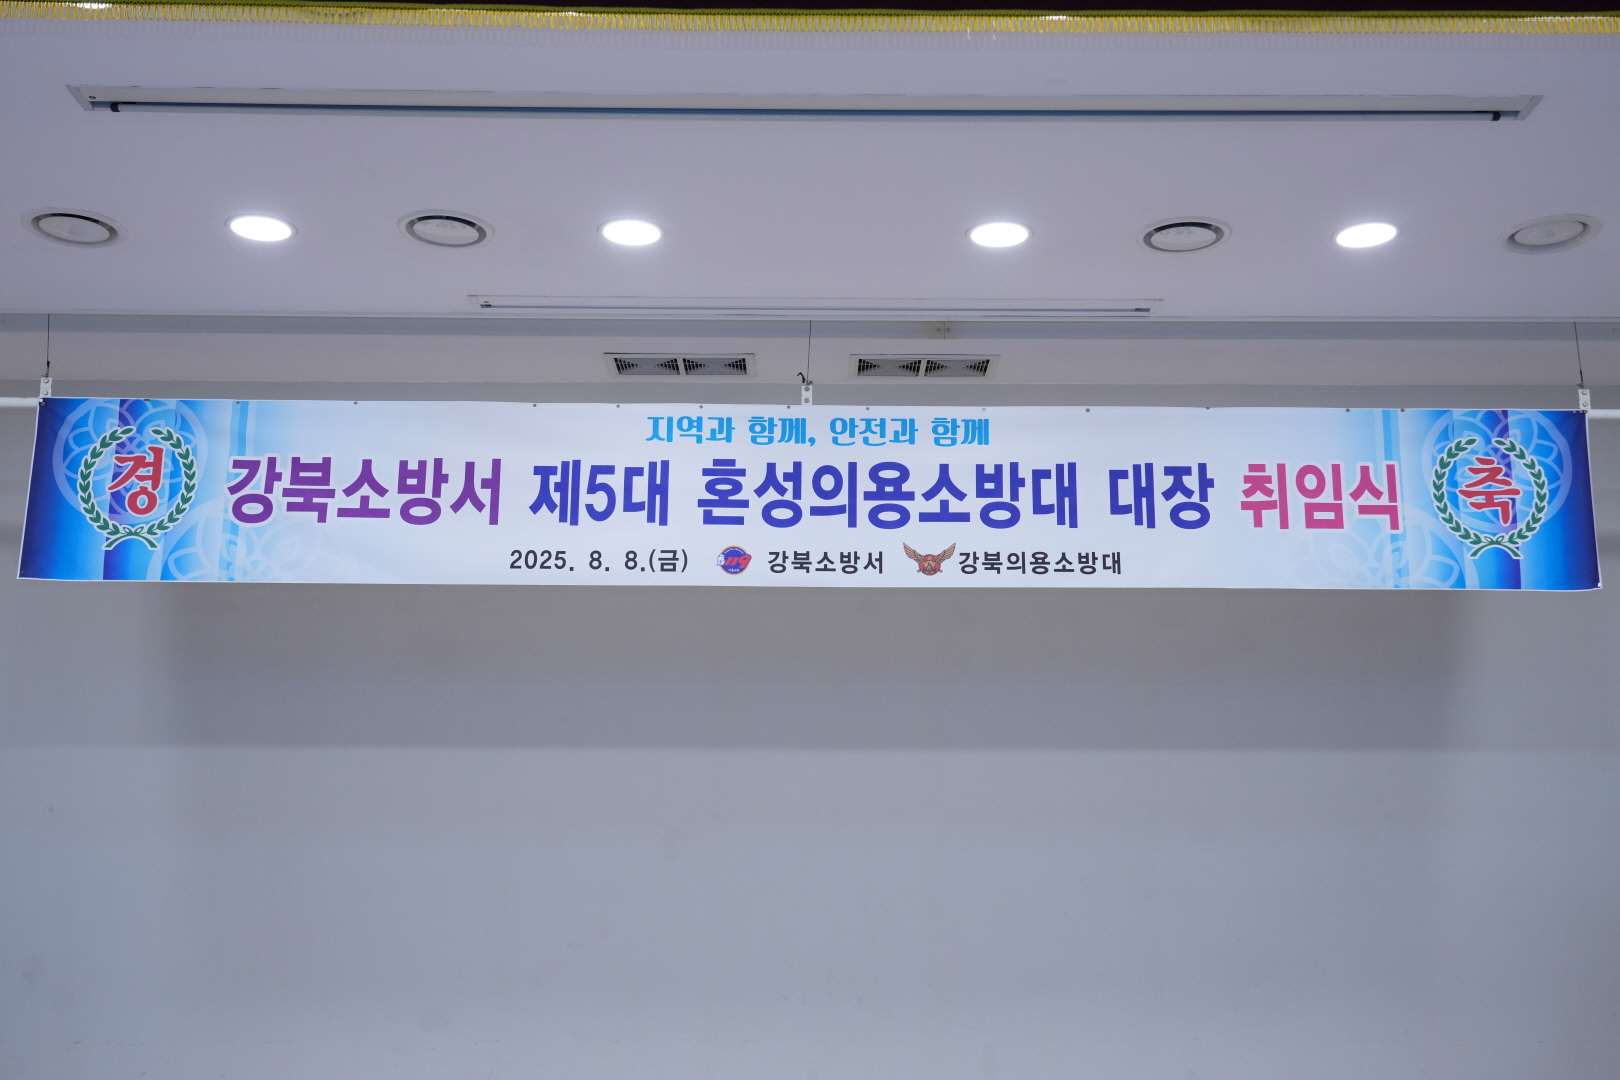 지역과 함께, 안전과 함께
경 강북소방서 제5대 혼성의용소방대 대장 취임식 축
2025. 8. 8.(금) 119 강북소방서 강북의용소방대